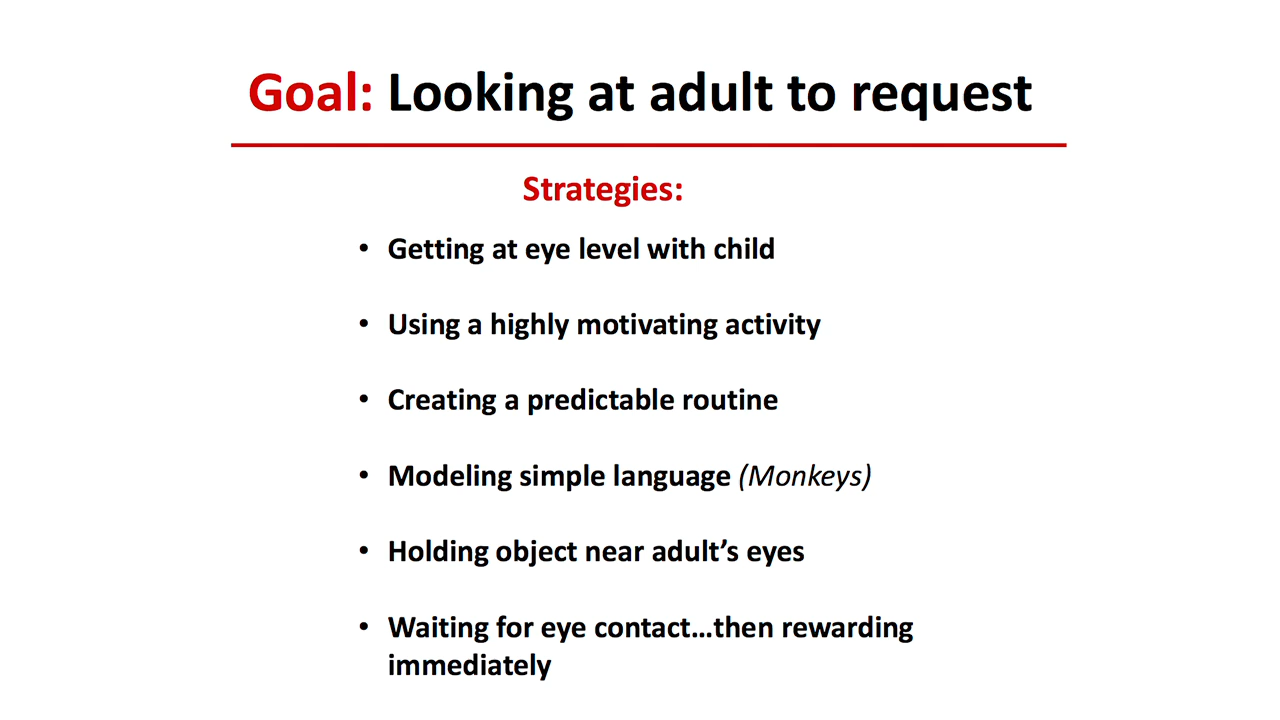 Goal: Looking at adult to request
Strategies:
• Getting at eye level with child
• Using a highly motivating activity
• Creating a predictable routine
• Modeling simple language (Monkeys)
• Holding object near adult’s eyes
• Waiting for eye contact…then rewarding
immediately